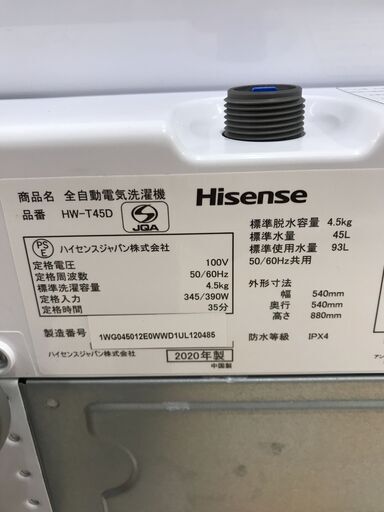 商品名 全自動電気洗濯機
品番 HW-T45D
S
JQA
Hisense
PS
E
ハイセンスジャパン株式会社
定格電圧 100V
定格周波数 50/60Hz
標準洗濯容量 4.5kg
定格入力 345/390W
定格時間 35分
標準脱水容量 4.5kg
標準水量 45L
標準使用水量 93L
50/60Hz共用
外形寸法
幅 540mm
奥行 540mm
高さ 880mm
防水等級 IPX4
製造番号 1WG045012E0WWD1UL120485
ハイセンスジャパン株式会社
2020年製
中国製